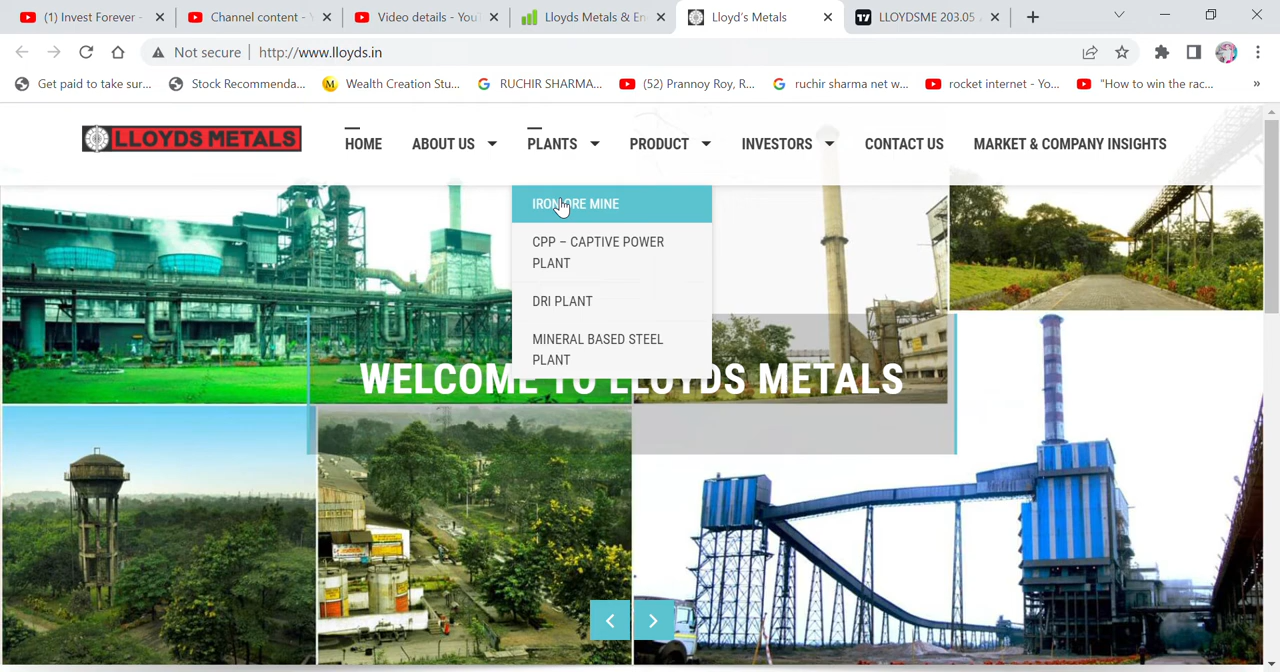 (1) Invest Forever -
Channel content -
Video details - YouT
Lloyds Metals & En
Lloyd's Metals
LLOYDSME 203.05
Not secure http://www.lloyds.in
Get paid to take sur...
Stock Recommenda...
M
Wealth Creation Stu...
RUCHIR SHARMA...
(52) Prannoy Roy, R...
ruchir sharma net w...
rocket internet - Yo...
"How to win the rac...
»
LLOYDS METALS
HOME
ABOUT US
PLANTS
PRODUCT
INVESTORS
CONTACT US
MARKET & COMPANY INSIGHTS
IRON ORE MINE
CPP – CAPTIVE POWER
PLANT
DRI PLANT
MINERAL BASED STEEL
PLANT
WELCOME TO LLOYDS METALS